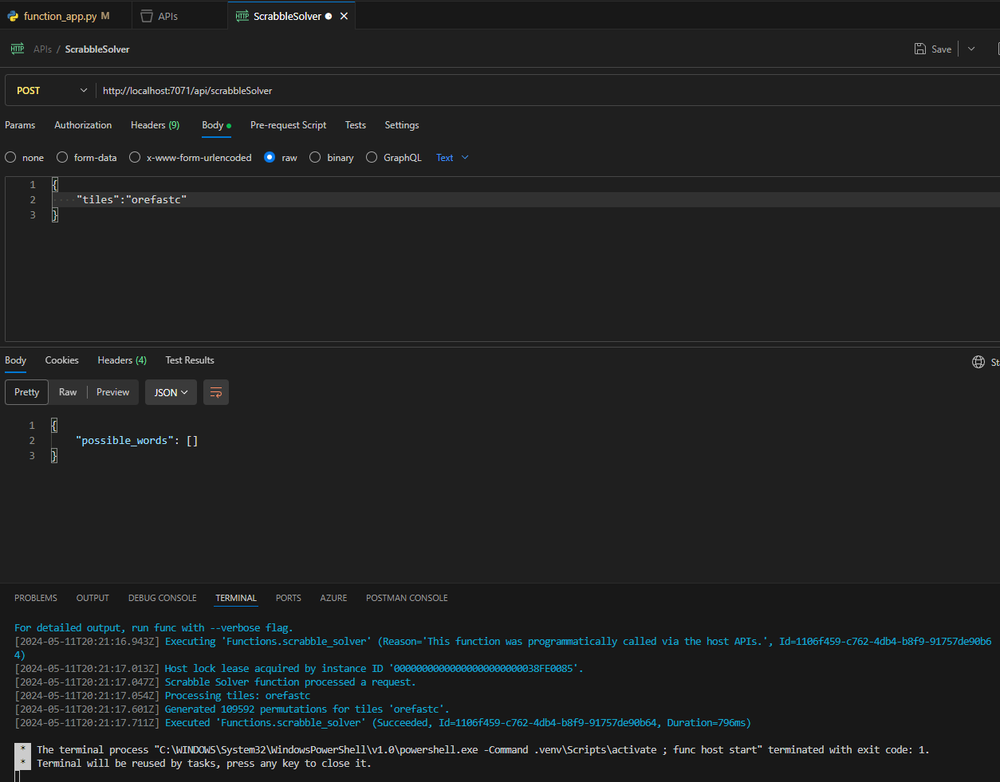 function_app.py M APIs HTTP ScrabbleSolver
HTTP APIs / ScrabbleSolver Save
POST http://localhost:7071/api/scrabbleSolver
Params Authorization Headers (9) Body Pre-request Script Tests Settings
none form-data x-www-form-urlencoded raw binary GraphQL Text
1 {
2 "tiles":"orefastc"
3 }
Body Cookies Headers (4) Test Results
Pretty Raw Preview JSON
1 {
2 "possible_words": []
3 }
PROBLEMS OUTPUT DEBUG CONSOLE TERMINAL PORTS AZURE POSTMAN CONSOLE
For detailed output, run func with --verbose flag.
[2024-05-11T20:21:16.943Z] Executing 'Functions.scrabble_solver' (Reason='This function was programmatically called via the host APIs.', Id=1106f459-c762-4db4-b8f9-91757de90b6
4)
[2024-05-11T20:21:17.013Z] Host lock lease acquired by instance ID '00000000000000000000000038FE0085'.
[2024-05-11T20:21:17.047Z] Scrabble Solver function processed a request.
[2024-05-11T20:21:17.054Z] Processing tiles: orefastc
[2024-05-11T20:21:17.601Z] Generated 109592 permutations for tiles 'orefastc'.
[2024-05-11T20:21:17.711Z] Executed 'Functions.scrabble_solver' (Succeeded, Id=1106f459-c762-4db4-b8f9-91757de90b64, Duration=796ms)
* The terminal process "C:\WINDOWS\System32\WindowsPowerShell\v1.0\powershell.exe -Command .venv\Scripts\activate ; func host start" terminated with exit code: 1.
* Terminal will be reused by tasks, press any key to close it.